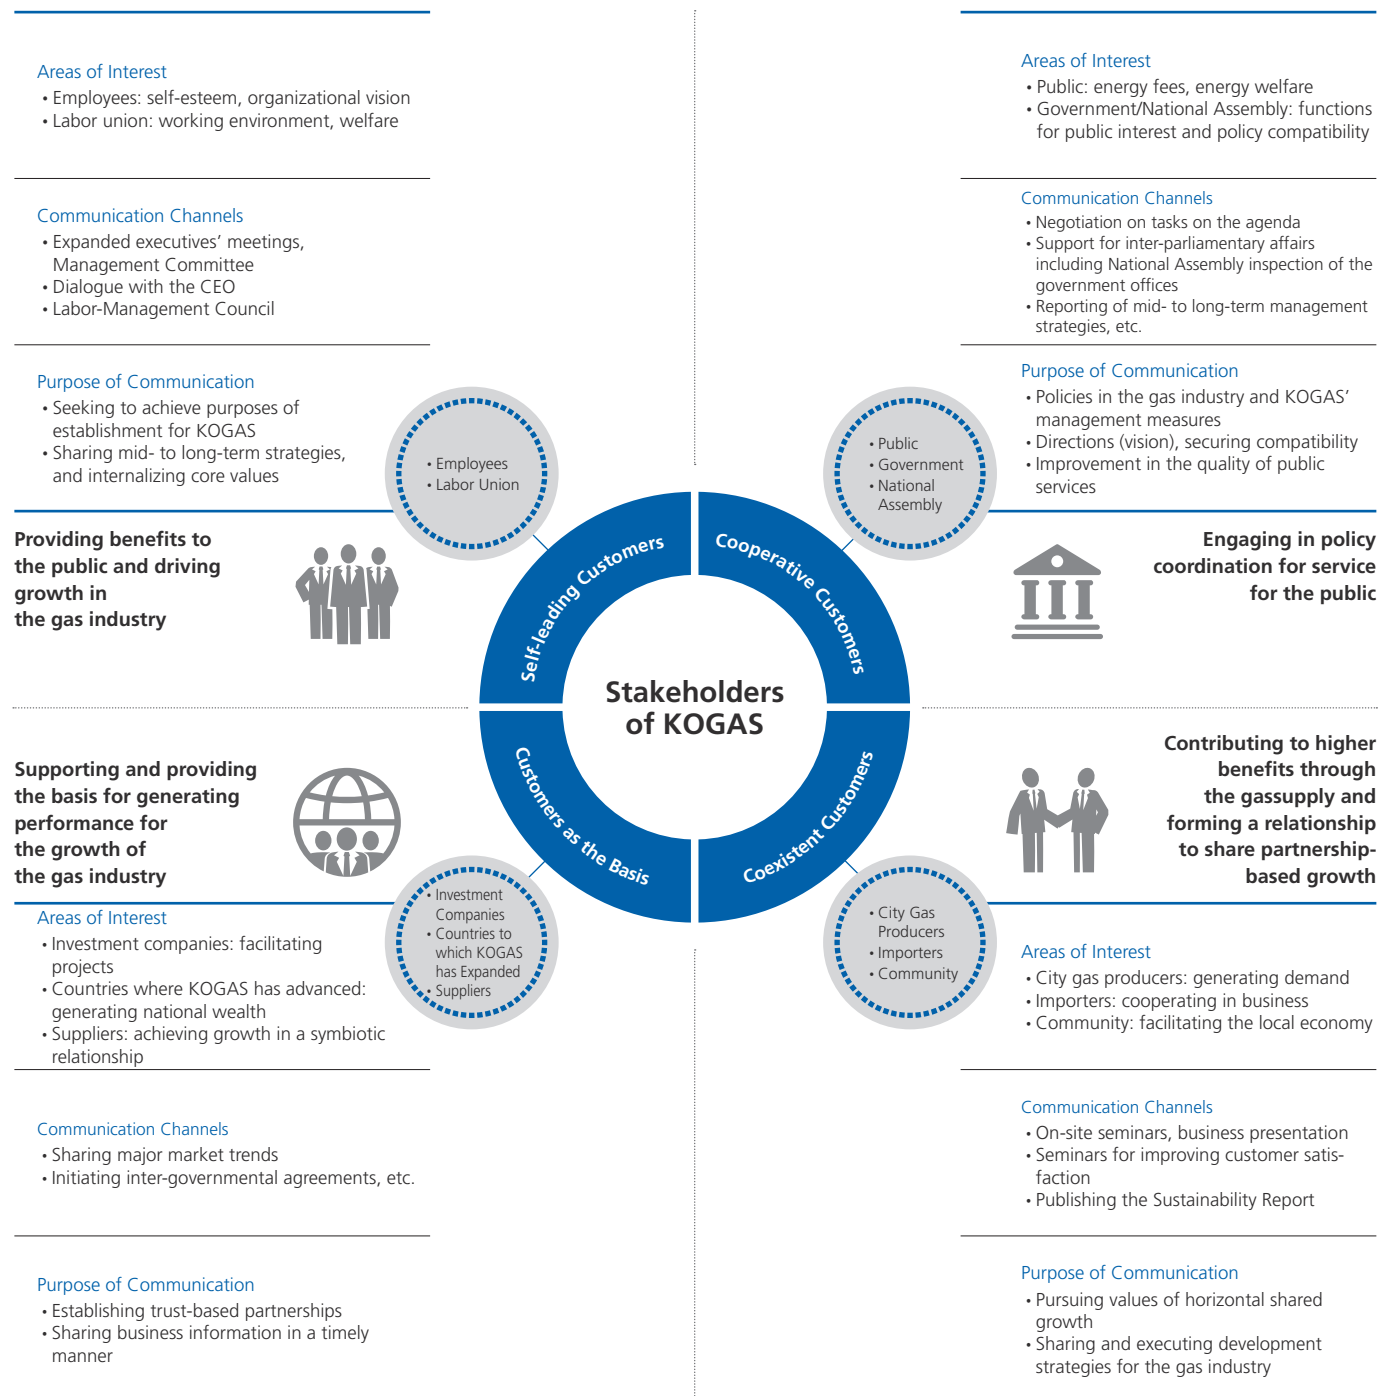 Areas of Interest
• Employees: self-esteem, organizational vision
• Labor union: working environment, welfare
Communication Channels
• Expanded executives’ meetings,
Management Committee
• Dialogue with the CEO
• Labor-Management Council
Purpose of Communication
• Seeking to achieve purposes of
establishment for KOGAS
• Sharing mid- to long-term strategies,
and internalizing core values
• Employees
• Labor Union
Providing benefits to
the public and driving
growth in
the gas industry
Areas of Interest
• Public: energy fees, energy welfare
• Government/National Assembly: functions
for public interest and policy compatibility
Communication Channels
• Negotiation on tasks on the agenda
• Support for inter-parliamentary affairs
including National Assembly inspection of the
government offices
• Reporting of mid- to long-term management
strategies, etc.
Purpose of Communication
• Policies in the gas industry and KOGAS’
management measures
• Directions (vision), securing compatibility
• Improvement in the quality of public
services
• Public
• Government
• National
Assembly
Engaging in policy
coordination for service
for the public
Self-leading Customers
Cooperative Customers
Stakeholders
of KOGAS
Customers as the Basis
Coexistent Customers
Supporting and providing
the basis for generating
performance for
the growth of
the gas industry
• Investment
Companies
• Countries to
which KOGAS
has Expanded
• Suppliers
Areas of Interest
• Investment companies: facilitating
projects
• Countries where KOGAS has advanced:
generating national wealth
• Suppliers: achieving growth in a symbiotic
relationship
Communication Channels
• Sharing major market trends
• Initiating inter-governmental agreements, etc.
Purpose of Communication
• Establishing trust-based partnerships
• Sharing business information in a timely
manner
Contributing to higher
benefits through
the gassupply and
forming a relationship
to share partnership-
based growth
• City Gas
Producers
• Importers
• Community
Areas of Interest
• City gas producers: generating demand
• Importers: cooperating in business
• Community: facilitating the local economy
Communication Channels
• On-site seminars, business presentation
• Seminars for improving customer satis-
faction
• Publishing the Sustainability Report
Purpose of Communication
• Pursuing values of horizontal shared
growth
• Sharing and executing development
strategies for the gas industry